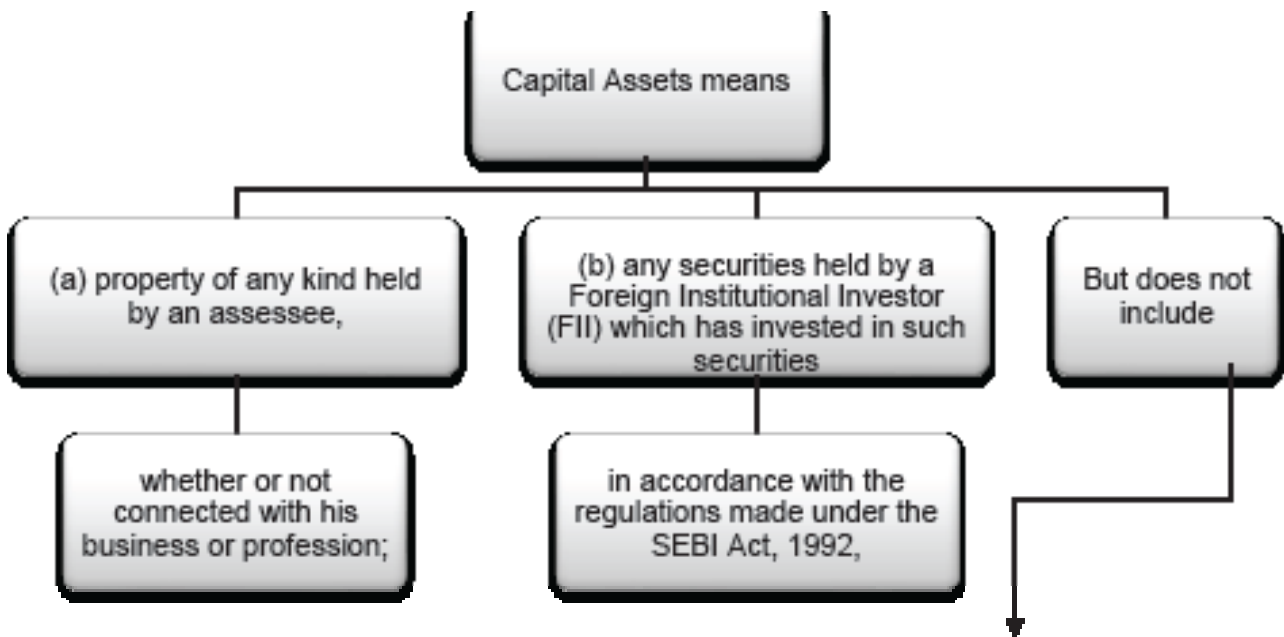 Capital Assets means
(a) property of any kind held
by an assessee,
(b) any securities held by a
Foreign Institutional Investor
(FII) which has invested in such
securities
But does not
include
whether or not
connected with his
business or profession;
in accordance with the
regulations made under the
SEBI Act, 1992,